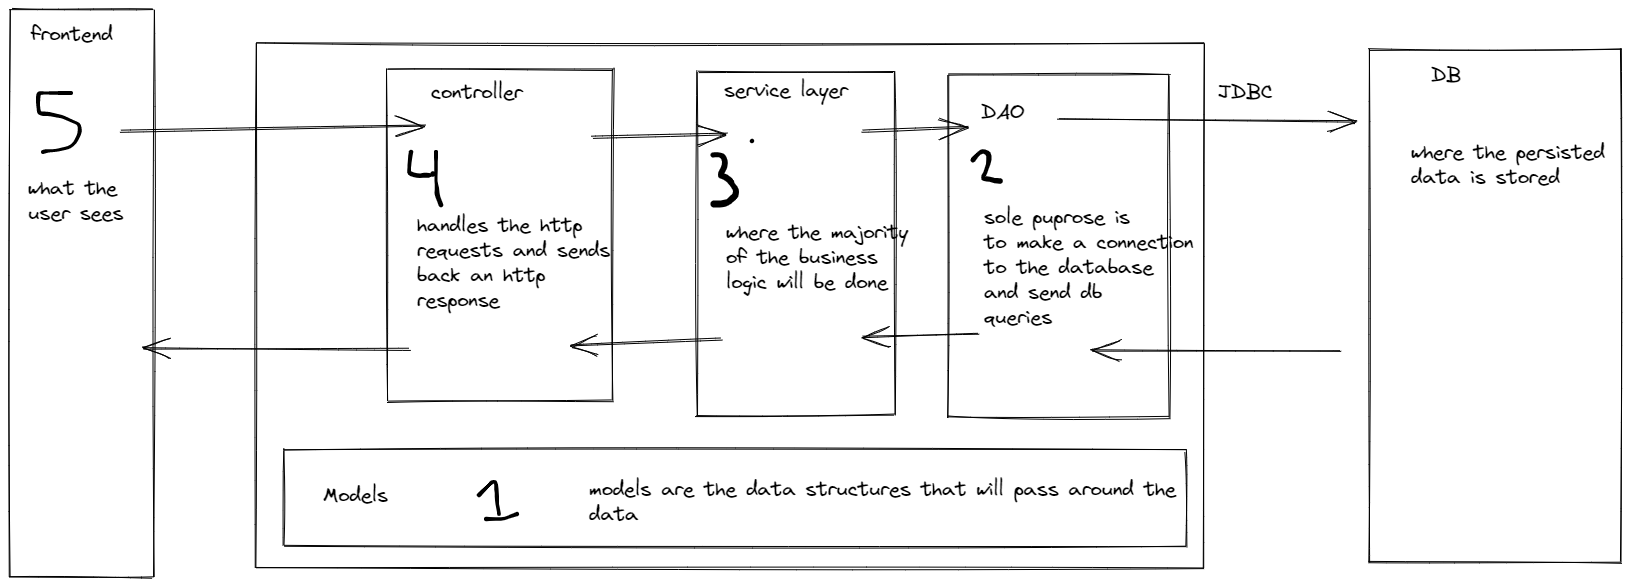 frontend
5
what the
user sees
controller
4
handles the http
requests and sends
back an http
response
service layer
3
where the majority
of the business
logic will be done
DAO
2
sole puprose is
to make a connection
to the database
and send db
queries
JDBC
DB
where the persisted
data is stored
Models
1
models are the data structures that will pass around the
data